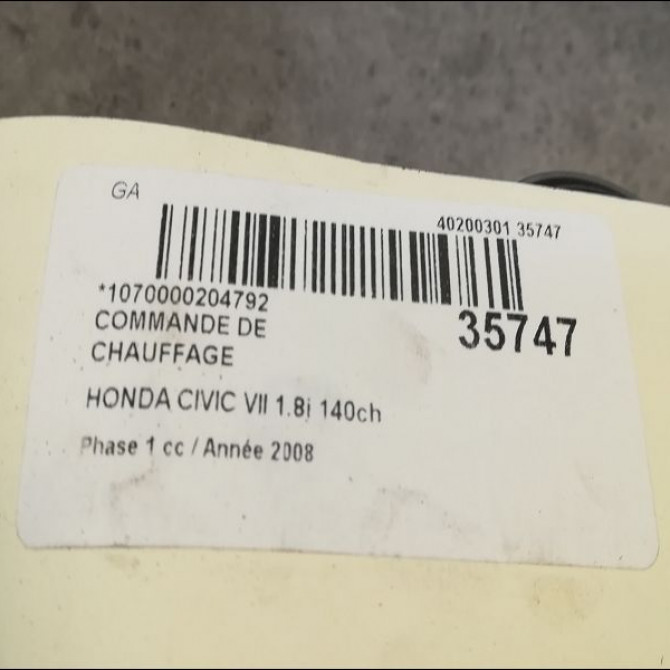 GA
40200301 35747
*1070000204792
COMMANDE DE
35747
CHAUFFAGE
HONDA CIVIC VII 1.8i 140ch
Phase 1 cc / Année 2008